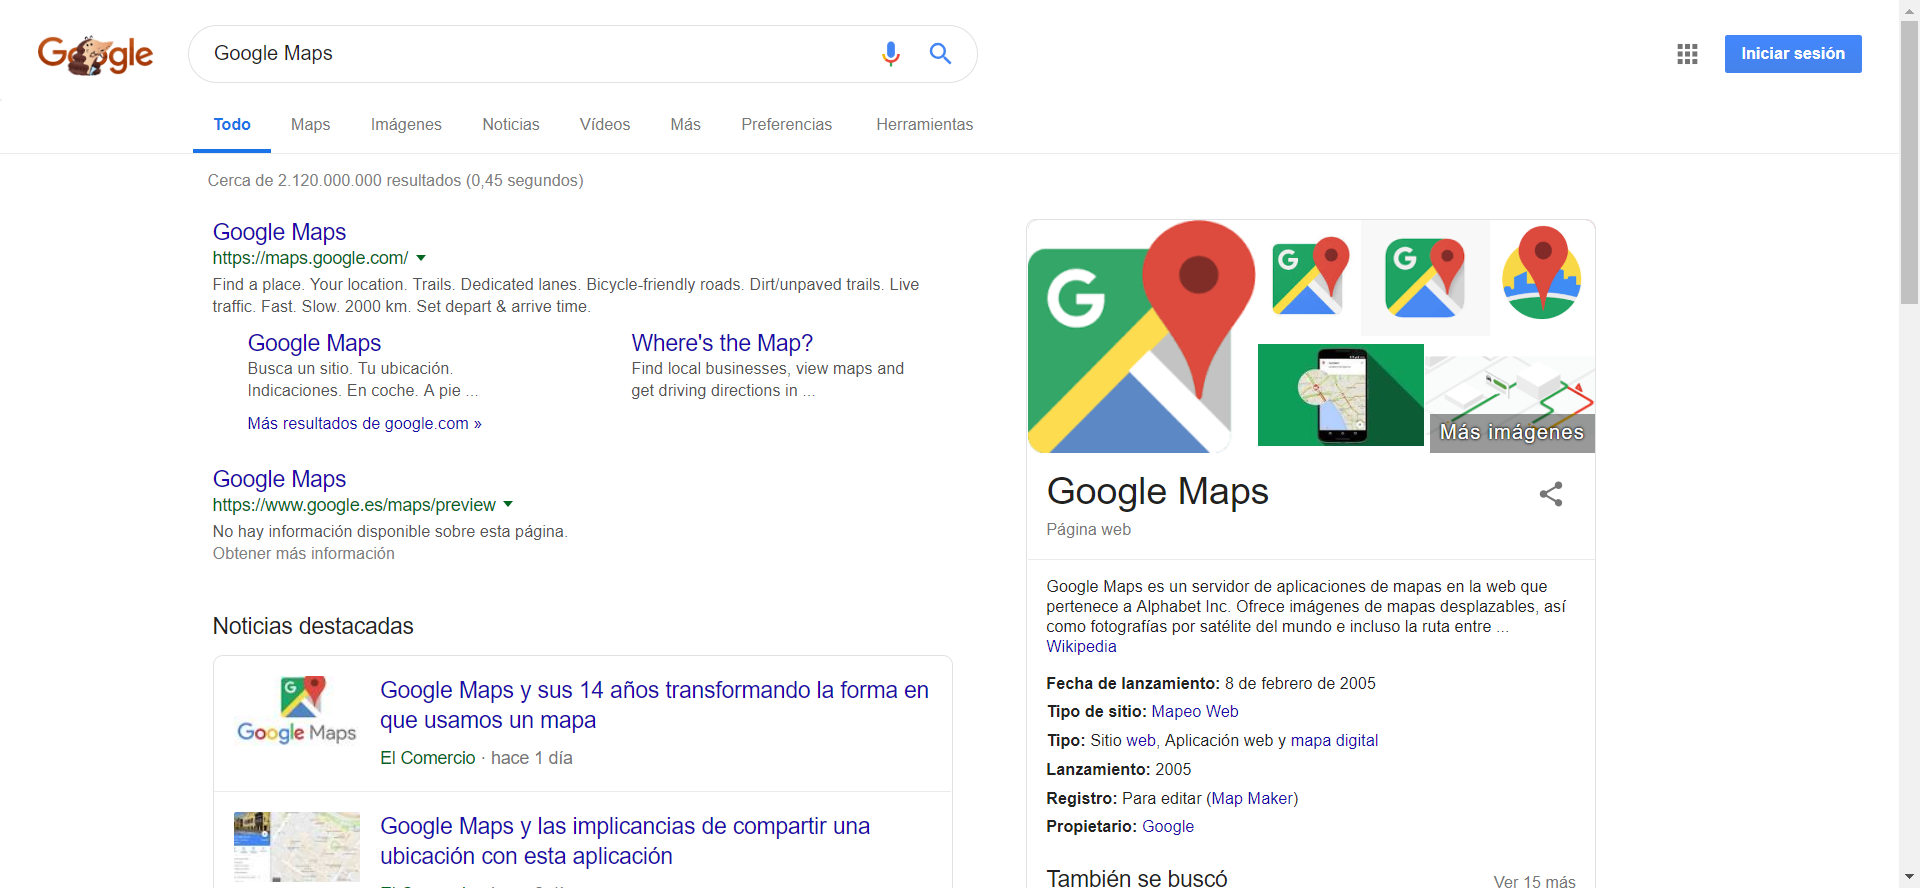 Google
Google Maps
Iniciar sesión
Todo
Maps
Imágenes
Noticias
Vídeos
Más
Preferencias
Herramientas
Cerca de 2.120.000.000 resultados (0,45 segundos)
Google Maps
https://maps.google.com/
Find a place. Your location. Trails. Dedicated lanes. Bicycle-friendly roads. Dirt/unpaved trails. Live
traffic. Fast. Slow. 2000 km. Set depart & arrive time.
Google Maps
Busca un sitio. Tu ubicación.
Indicaciones. En coche. A pie ...
Where's the Map?
Find local businesses, view maps and
get driving directions in ...
Más resultados de google.com »
Google Maps
https://www.google.es/maps/preview
No hay información disponible sobre esta página.
Obtener más información
Noticias destacadas
G
Google Maps
Google Maps y sus 14 años transformando la forma en
que usamos un mapa
El Comercio · hace 1 día
Google Maps y las implicancias de compartir una
ubicación con esta aplicación
G
G
G
Más imágenes
Google Maps
Página web
Google Maps es un servidor de aplicaciones de mapas en la web que
pertenece a Alphabet Inc. Ofrece imágenes de mapas desplazables, así
como fotografías por satélite del mundo e incluso la ruta entre ...
Wikipedia
Fecha de lanzamiento: 8 de febrero de 2005
Tipo de sitio: Mapeo Web
Tipo: Sitio web, Aplicación web y mapa digital
Lanzamiento: 2005
Registro: Para editar (Map Maker)
Propietario: Google
También se buscó
Ver 15 más